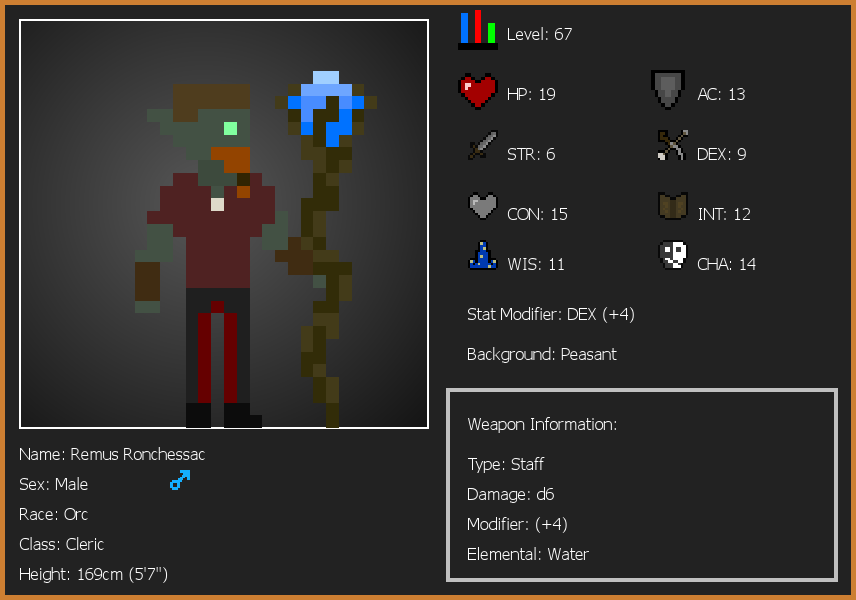 Level: 67
HP: 19
AC: 13
STR: 6
DEX: 9
CON: 15
INT: 12
WIS: 11
CHA: 14
Stat Modifier: DEX (+4)
Background: Peasant
Weapon Information:
Type: Staff
Damage: d6
Modifier: (+4)
Elemental: Water
Name: Remus Ronchessac
Sex: Male
Race: Orc
Class: Cleric
Height: 169cm (5'7")